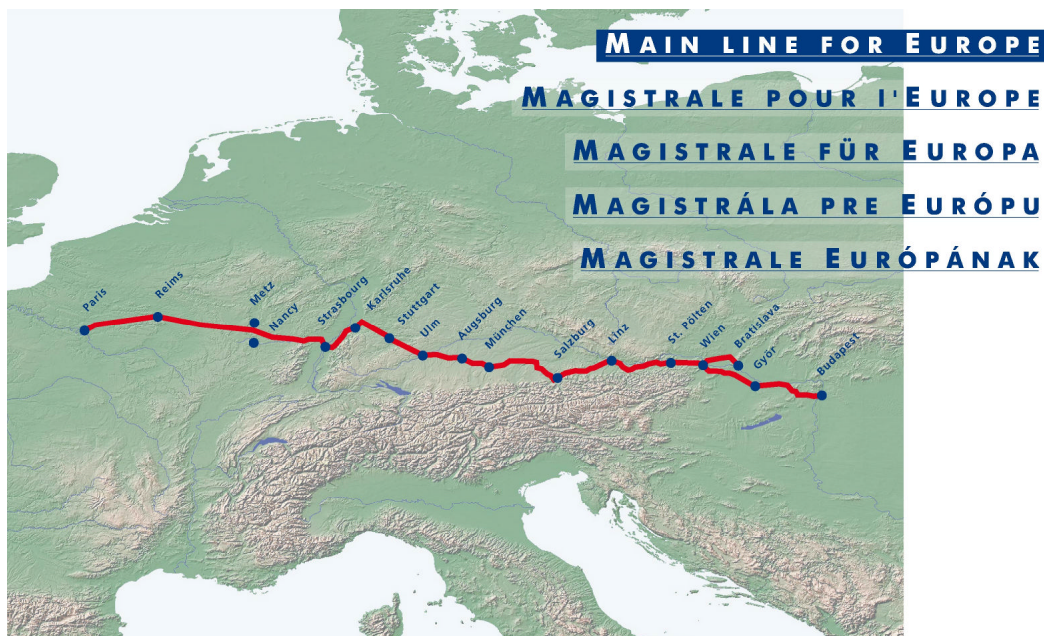 MAIN LINE FOR EUROPE
MAGISTRALE POUR l'EUROPE
MAGISTRALE FÜR EUROPA
MAGISTRÁLA PRE EURÓPU
MAGISTRALE EURÓPÁNAK
Paris
Reims
Metz
Nancy
Strasbourg
Karlsruhe
Stuttgart
Ulm
Augsburg
München
Salzburg
Linz
St. Pölten
Wien
Bratislava
Györ
Budapest